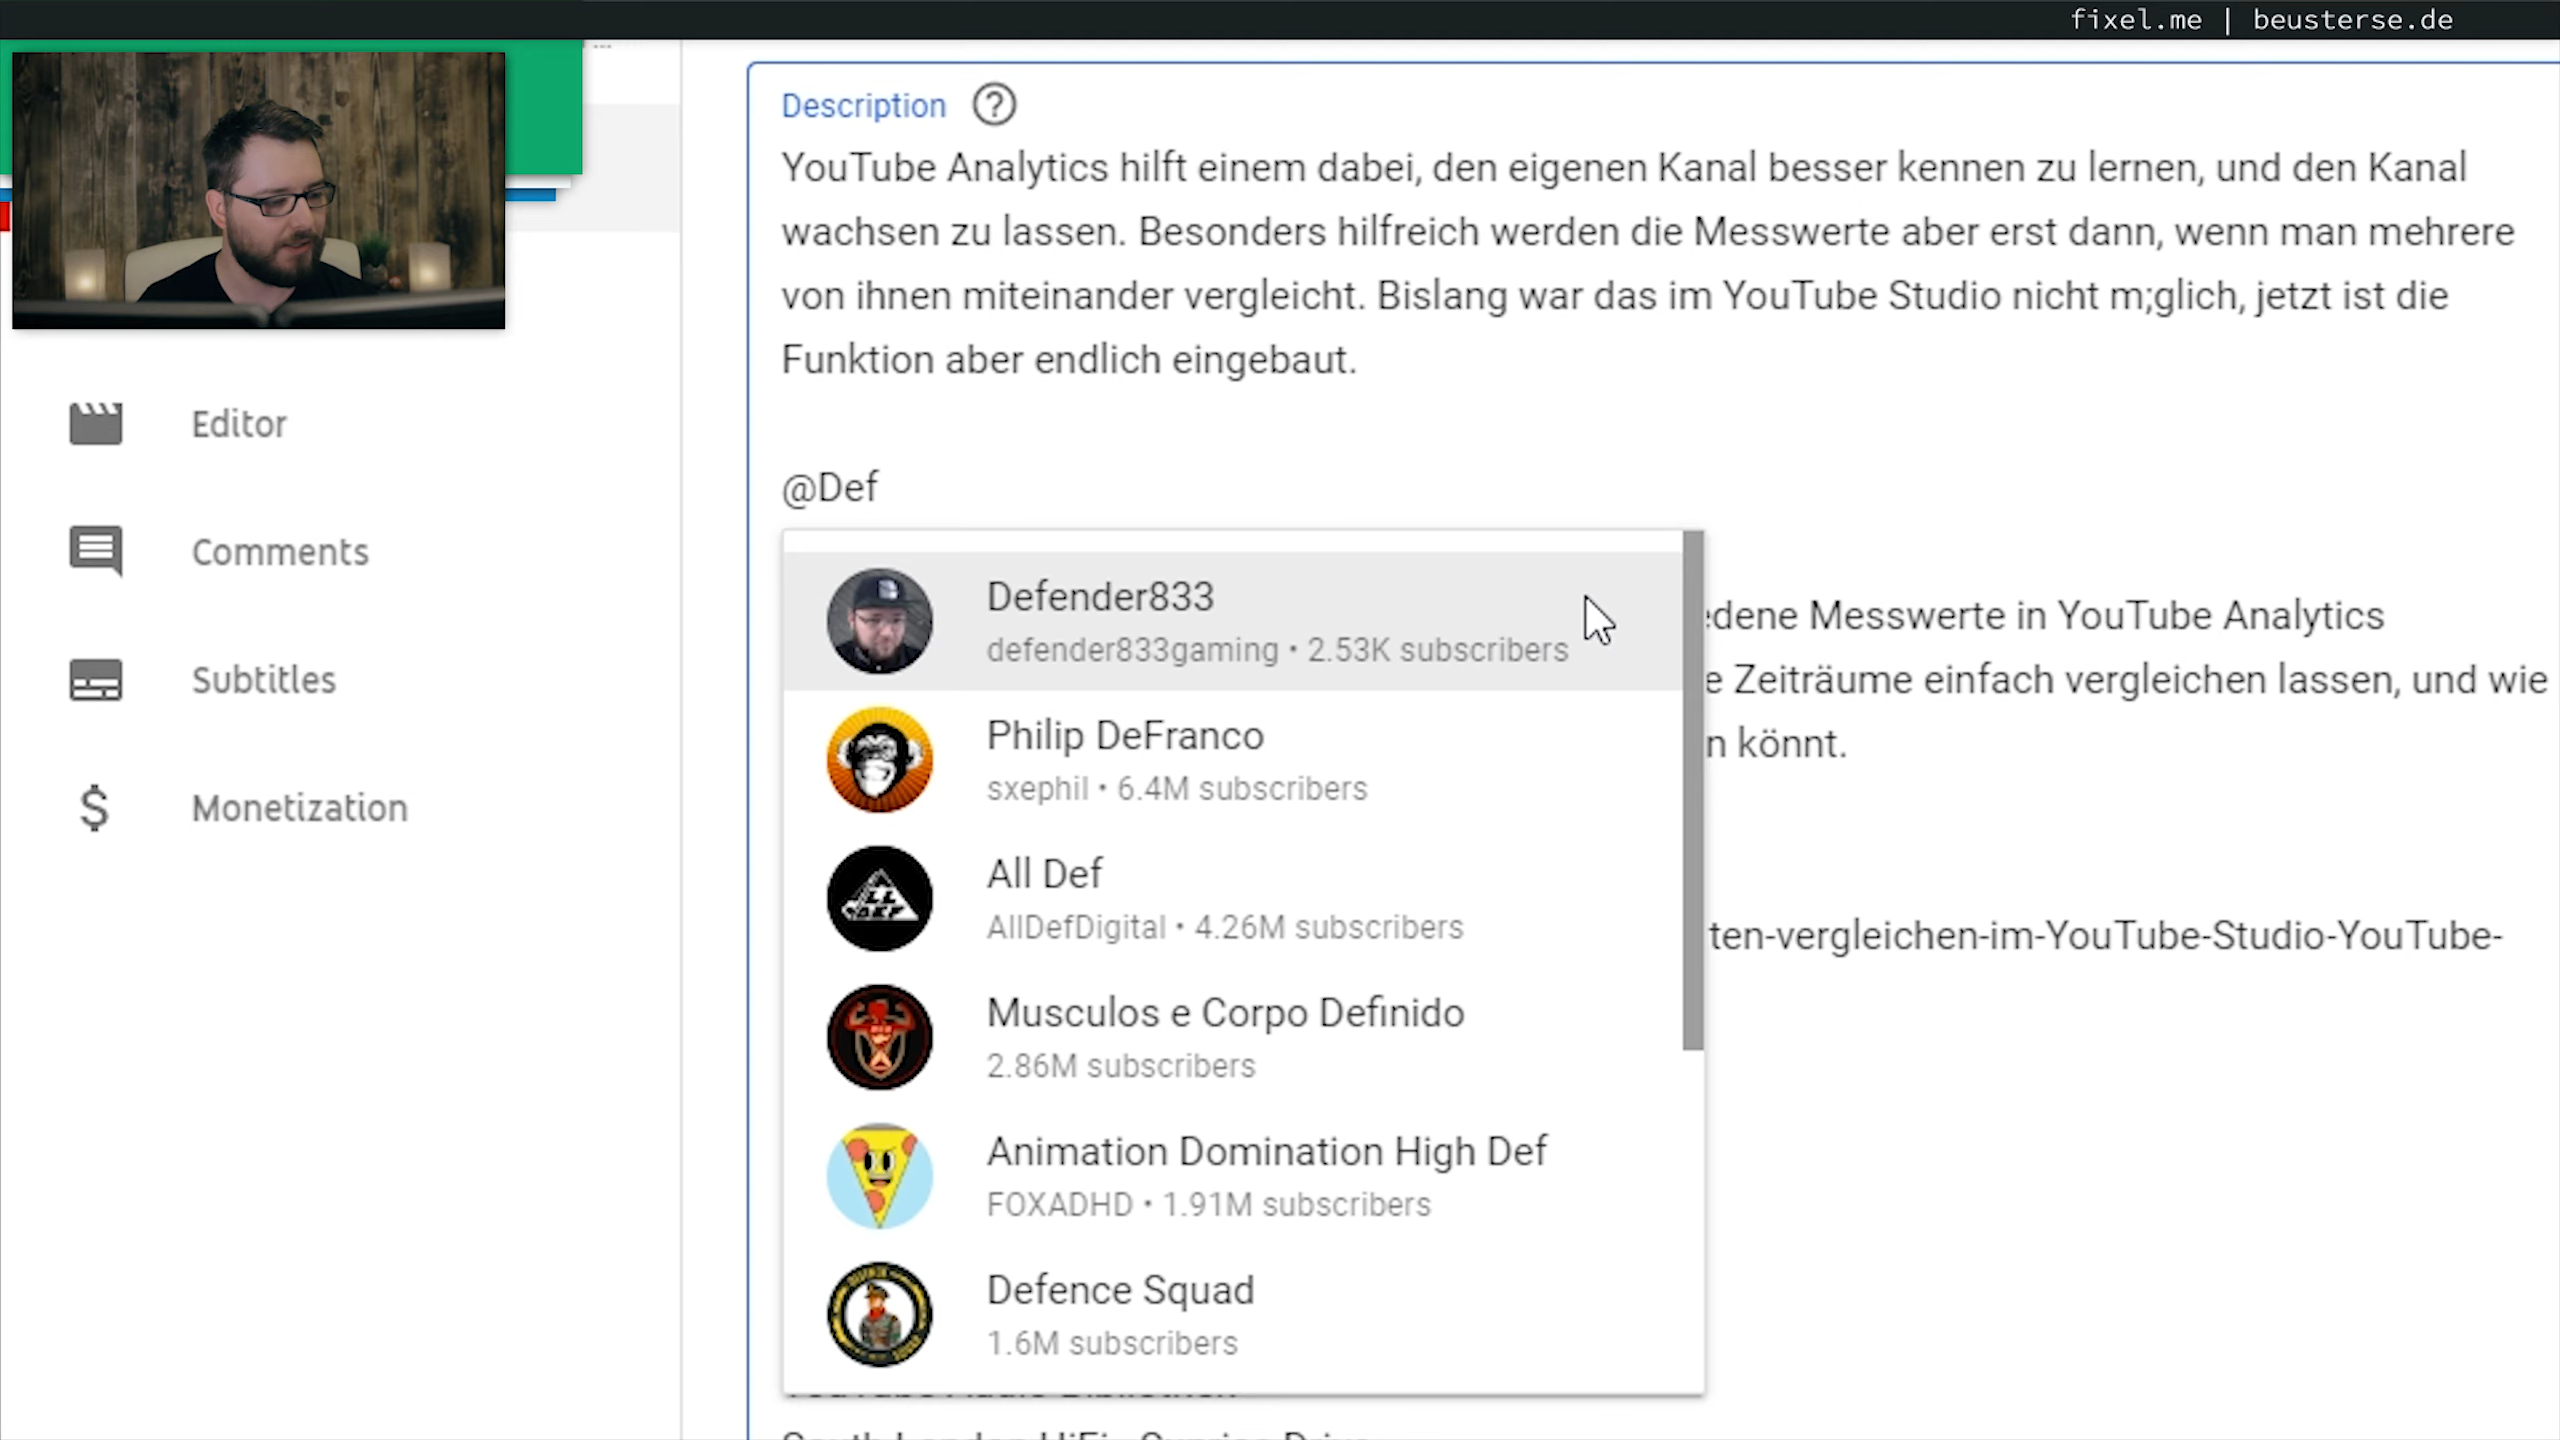 fixel.me | beusterse.de
Description ?
YouTube Analytics hilft einem dabei, den eigenen Kanal besser kennen zu lernen, und den Kanal
wachsen zu lassen. Besonders hilfreich werden die Messwerte aber erst dann, wenn man mehrere
von ihnen miteinander vergleicht. Bislang war das im YouTube Studio nicht m;glich, jetzt ist die
Funktion aber endlich eingebaut.
Editor
Comments
Subtitles
$ Monetization
@Def
Defender833
defender833gaming • 2.53K subscribers
Philip DeFranco
sxephil • 6.4M subscribers
All Def
AllDefDigital • 4.26M subscribers
Musculos e Corpo Definido
2.86M subscribers
Animation Domination High Def
FOXADHD • 1.91M subscribers
Defence Squad
1.6M subscribers
edene Messwerte in YouTube Analytics
e Zeiträume einfach vergleichen lassen, und wie
n könnt.
ten-vergleichen-im-YouTube-Studio-YouTube-